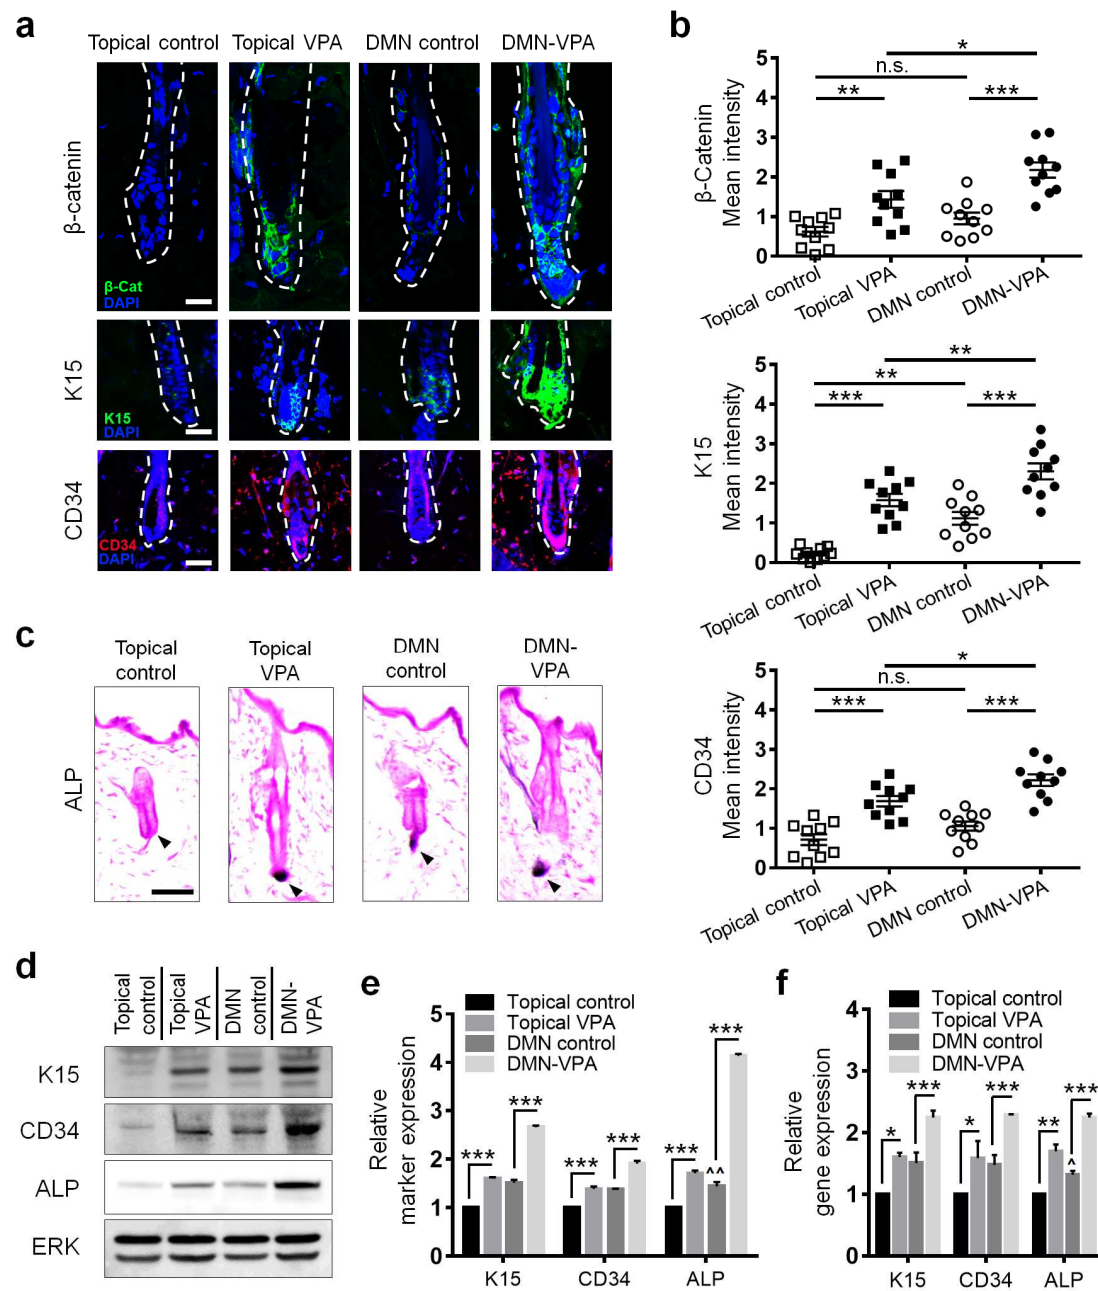 a
Topical control
Topical VPA
DMN control
DMN-VPA
β-catenin
β-Cat
DAPI
K15
K15
DAPI
CD34
CD34
DAPI
b
β-Catenin
Mean intensity
5
4
3
2
1
0
*
n.s.
**
***
Topical control
Topical VPA
DMN control
DMN-VPA
K15
Mean intensity
5
4
3
2
1
0
**
**
***
***
Topical control
Topical VPA
DMN control
DMN-VPA
CD34
Mean intensity
5
4
3
2
1
0
*
n.s.
***
***
Topical control
Topical VPA
DMN control
DMN-VPA
c
Topical
control
Topical
VPA
DMN
control
DMN-
VPA
ALP
d
Topical
control
Topical
VPA
DMN
control
DMN-
VPA
K15
CD34
ALP
ERK
e
Topical control
Topical VPA
DMN control
DMN-VPA
Relative
marker expression
5
4
3
2
1
0
***
***
***
***
***
^^
***
K15
CD34
ALP
f
Topical control
Topical VPA
DMN control
DMN-VPA
Relative
gene expression
4
3
2
1
0
*
***
*
***
**
^
***
K15
CD34
ALP